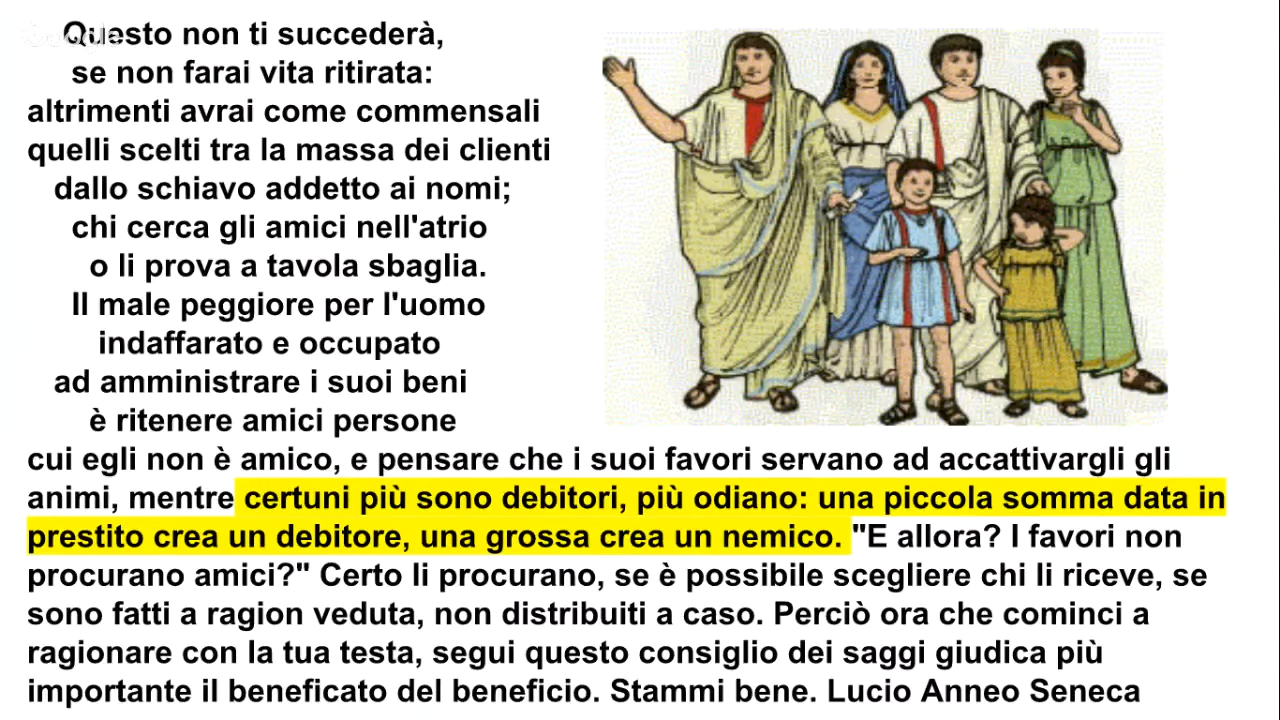 Questo non ti succederà,
se non farai vita ritirata:
altrimenti avrai come commensali
quelli scelti tra la massa dei clienti
dallo schiavo addetto ai nomi;
chi cerca gli amici nell'atrio
o li prova a tavola sbaglia.
Il male peggiore per l'uomo
indaffarato e occupato
ad amministrare i suoi beni
è ritenere amici persone
cui egli non è amico, e pensare che i suoi favori servano ad accattivargli gli
animi, mentre certuni più sono debitori, più odiano: una piccola somma data in
prestito crea un debitore, una grossa crea un nemico. "E allora? I favori non
procurano amici?" Certo li procurano, se è possibile scegliere chi li riceve, se
sono fatti a ragion veduta, non distribuiti a caso. Perciò ora che cominci a
ragionare con la tua testa, segui questo consiglio dei saggi giudica più
importante il beneficato del beneficio. Stammi bene. Lucio Anneo Seneca